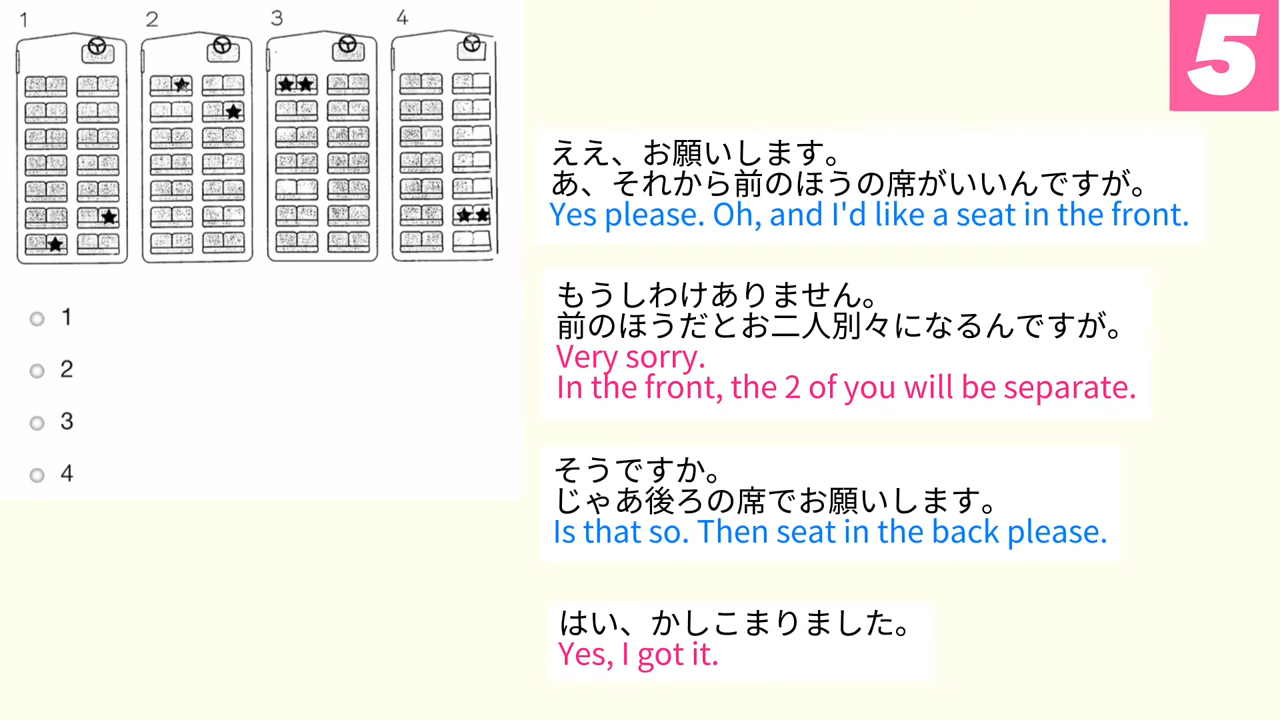 1 2 3 4
1
2
3
4
5
ええ、お願いします。
あ、それから前のほうの席がいいんですが。
Yes please. Oh, and I'd like a seat in the front.
もうしわけありません。
前のほうだとお二人別々になるんですが。
Very sorry.
In the front, the 2 of you will be separate.
そうですか。
じゃあ後ろの席でお願いします。
Is that so. Then seat in the back please.
はい、かしこまりました。
Yes, I got it.